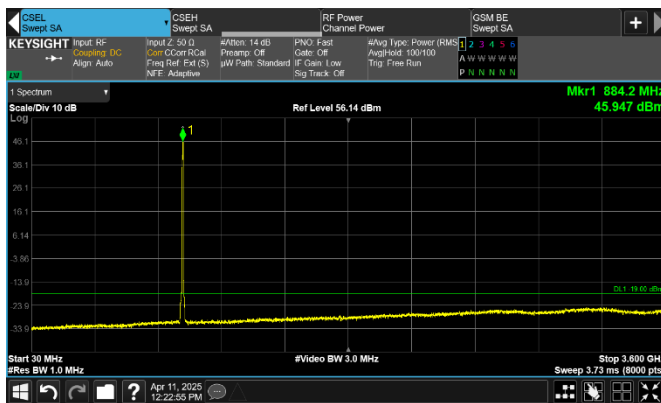 CSEL
Swept SA
CSEH
Swept SA
RF Power
Channel Power
GSM BE
Swept SA
+
KEYSIGHT
Input: RF
Coupling: DC
Align: Auto
Input Z: 50 Ω
Corr CCorr RCal
Freq Ref: Ext (S)
NFE: Adaptive
#Atten: 14 dB
Preamp: Off
µW Path: Standard
PNO: Fast
Gate: Off
IF Gain: Low
Sig Track: Off
#Avg Type: Power (RMS
Avg|Hold: 100/100
Trig: Free Run
1 2 3 4 5 6
A W W W W W
P N N N N N
LXI
1 Spectrum
Scale/Div 10 dB
Ref Level 56.14 dBm
Mkr1 884.2 MHz
45.947 dBm
Log
1
46.1
36.1
26.1
16.1
6.14
-3.86
-13.9
-23.9
-33.9
Start 30 MHz
#Res BW 1.0 MHz
#Video BW 3.0 MHz
Stop 3.600 GH
Sweep 3.73 ms (8000 pts
?
Apr 11, 2025
12:22:55 PM